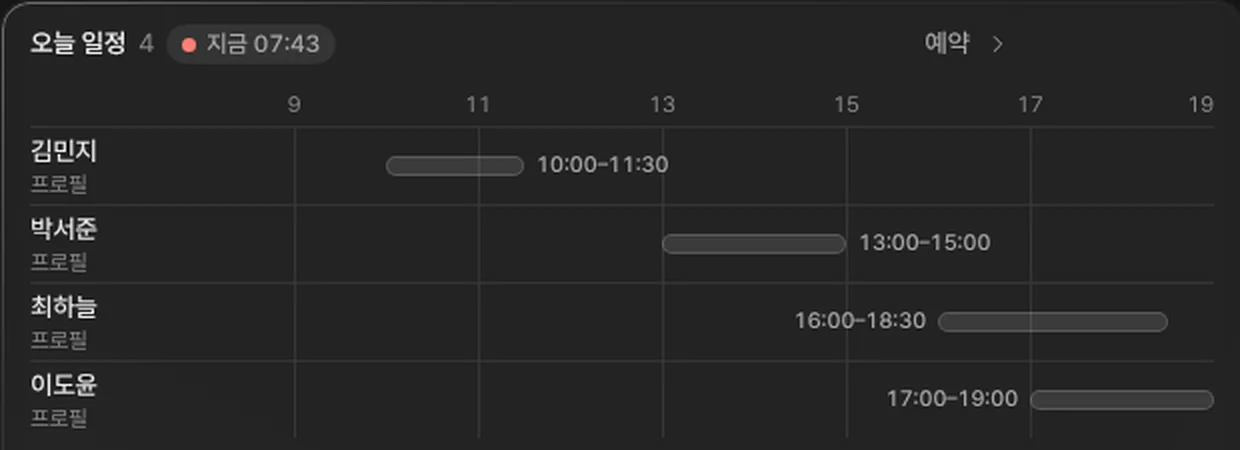 오늘 일정 4 지금 07:43 예약
9 11 13 15 17 19
김민지
프로필
10:00–11:30
박서준
프로필
13:00–15:00
최하늘
프로필
16:00–18:30
이도윤
프로필
17:00–19:00